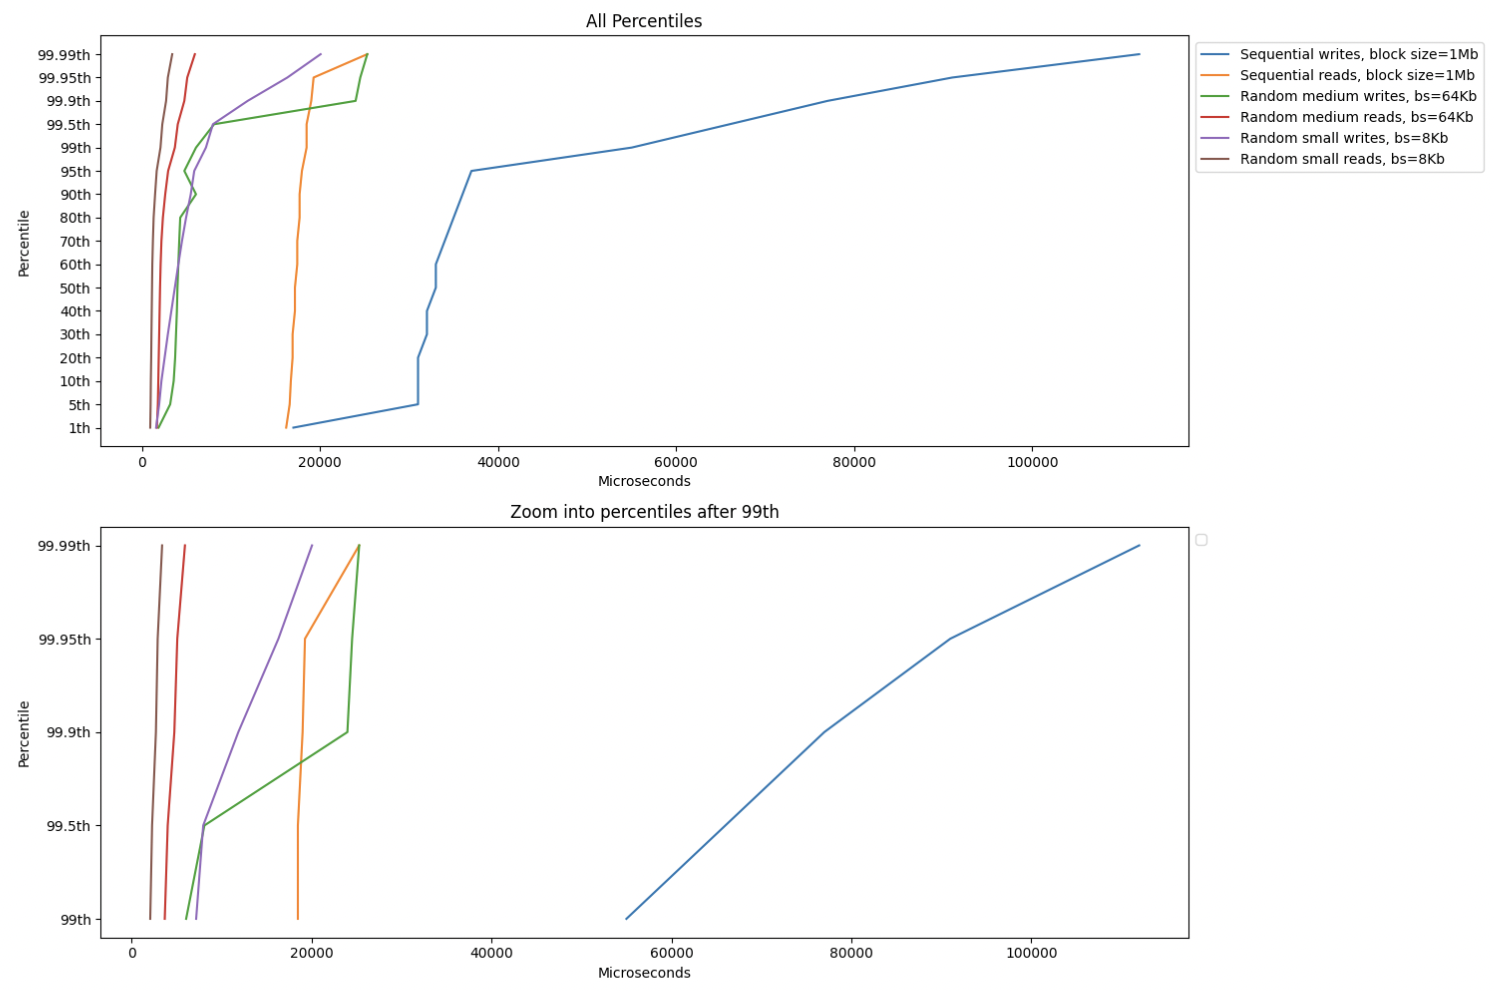 All Percentiles
99.99th
99.95th
99.9th
99.5th
99th
95th
90th
80th
70th
60th
50th
40th
30th
20th
10th
5th
1th
Percentile
0 20000 40000 60000 80000 100000
Microseconds
Sequential writes, block size=1Mb
Sequential reads, block size=1Mb
Random medium writes, bs=64Kb
Random medium reads, bs=64Kb
Random small writes, bs=8Kb
Random small reads, bs=8Kb
Zoom into percentiles after 99th
99.99th
99.95th
99.9th
99.5th
99th
Percentile
0 20000 40000 60000 80000 100000
Microseconds